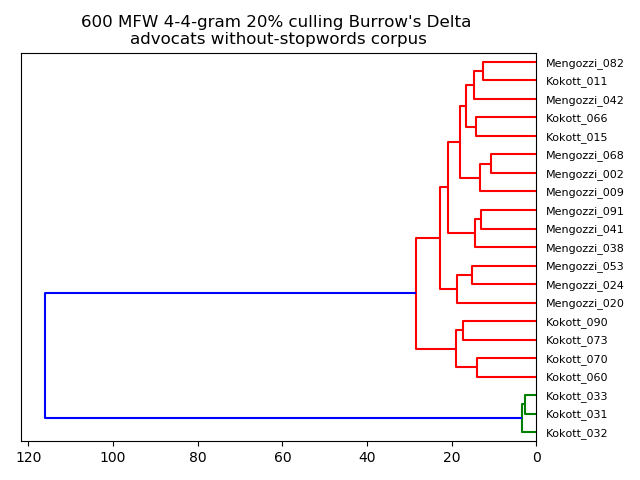 600 MFW 4-4-gram 20% culling Burrow's Delta
advocats without-stopwords corpus
Mengozzi_082
Kokott_011
Mengozzi_042
Kokott_066
Kokott_015
Mengozzi_068
Mengozzi_002
Mengozzi_009
Mengozzi_091
Mengozzi_041
Mengozzi_038
Mengozzi_053
Mengozzi_024
Mengozzi_020
Kokott_090
Kokott_073
Kokott_070
Kokott_060
Kokott_033
Kokott_031
Kokott_032
120 100 80 60 40 20 0